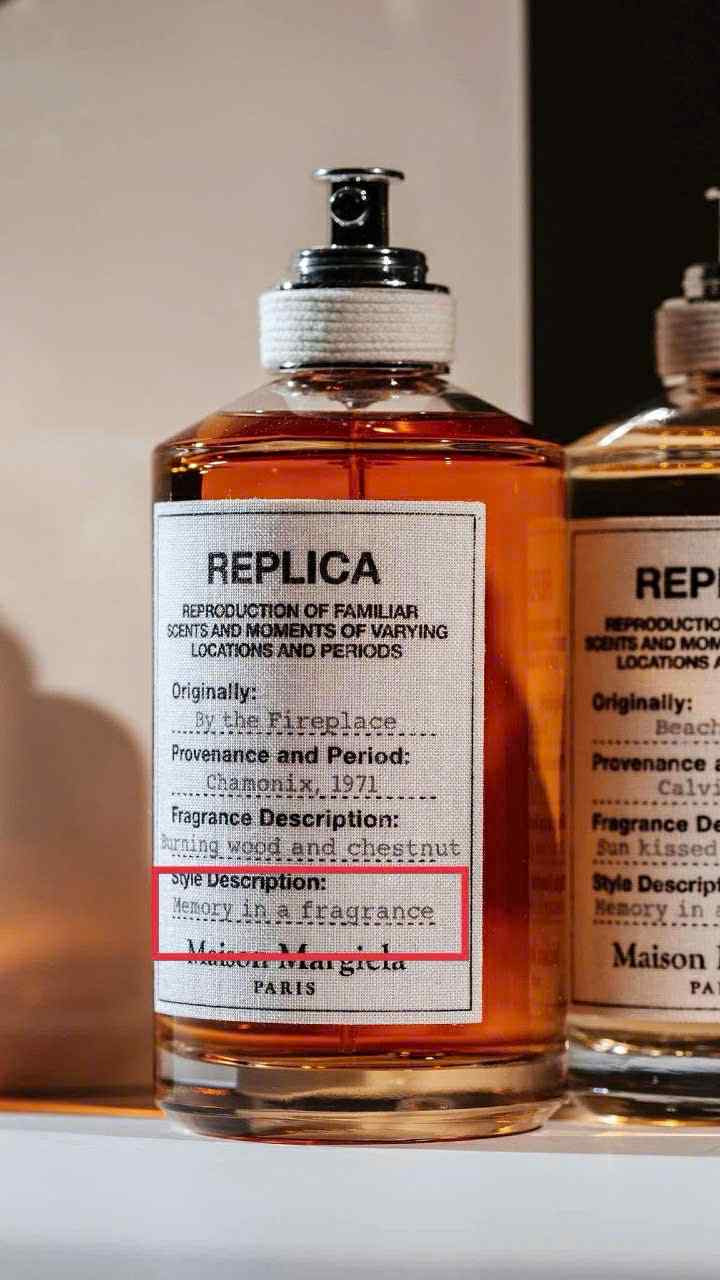 REPLICA
REPRODUCTION OF FAMILIAR
SCENTS AND MOMENTS OF VARYING
LOCATIONS AND PERIODS
Originally:
By the Fireplace
Provenance and Period:
Chamonix, 1971
Fragrance Description:
Burning wood and chestnut
Style Description:
Memory in a fragrance
Maison Margiela
PARIS
REP
REPRODUCTIO
SCENTS AND MOM
LOCATIONS A
Originally:
Beach
Provenance a
Calvi
Fragrance De
Sun kissed
Style Descript
Memory in
Maison
PA